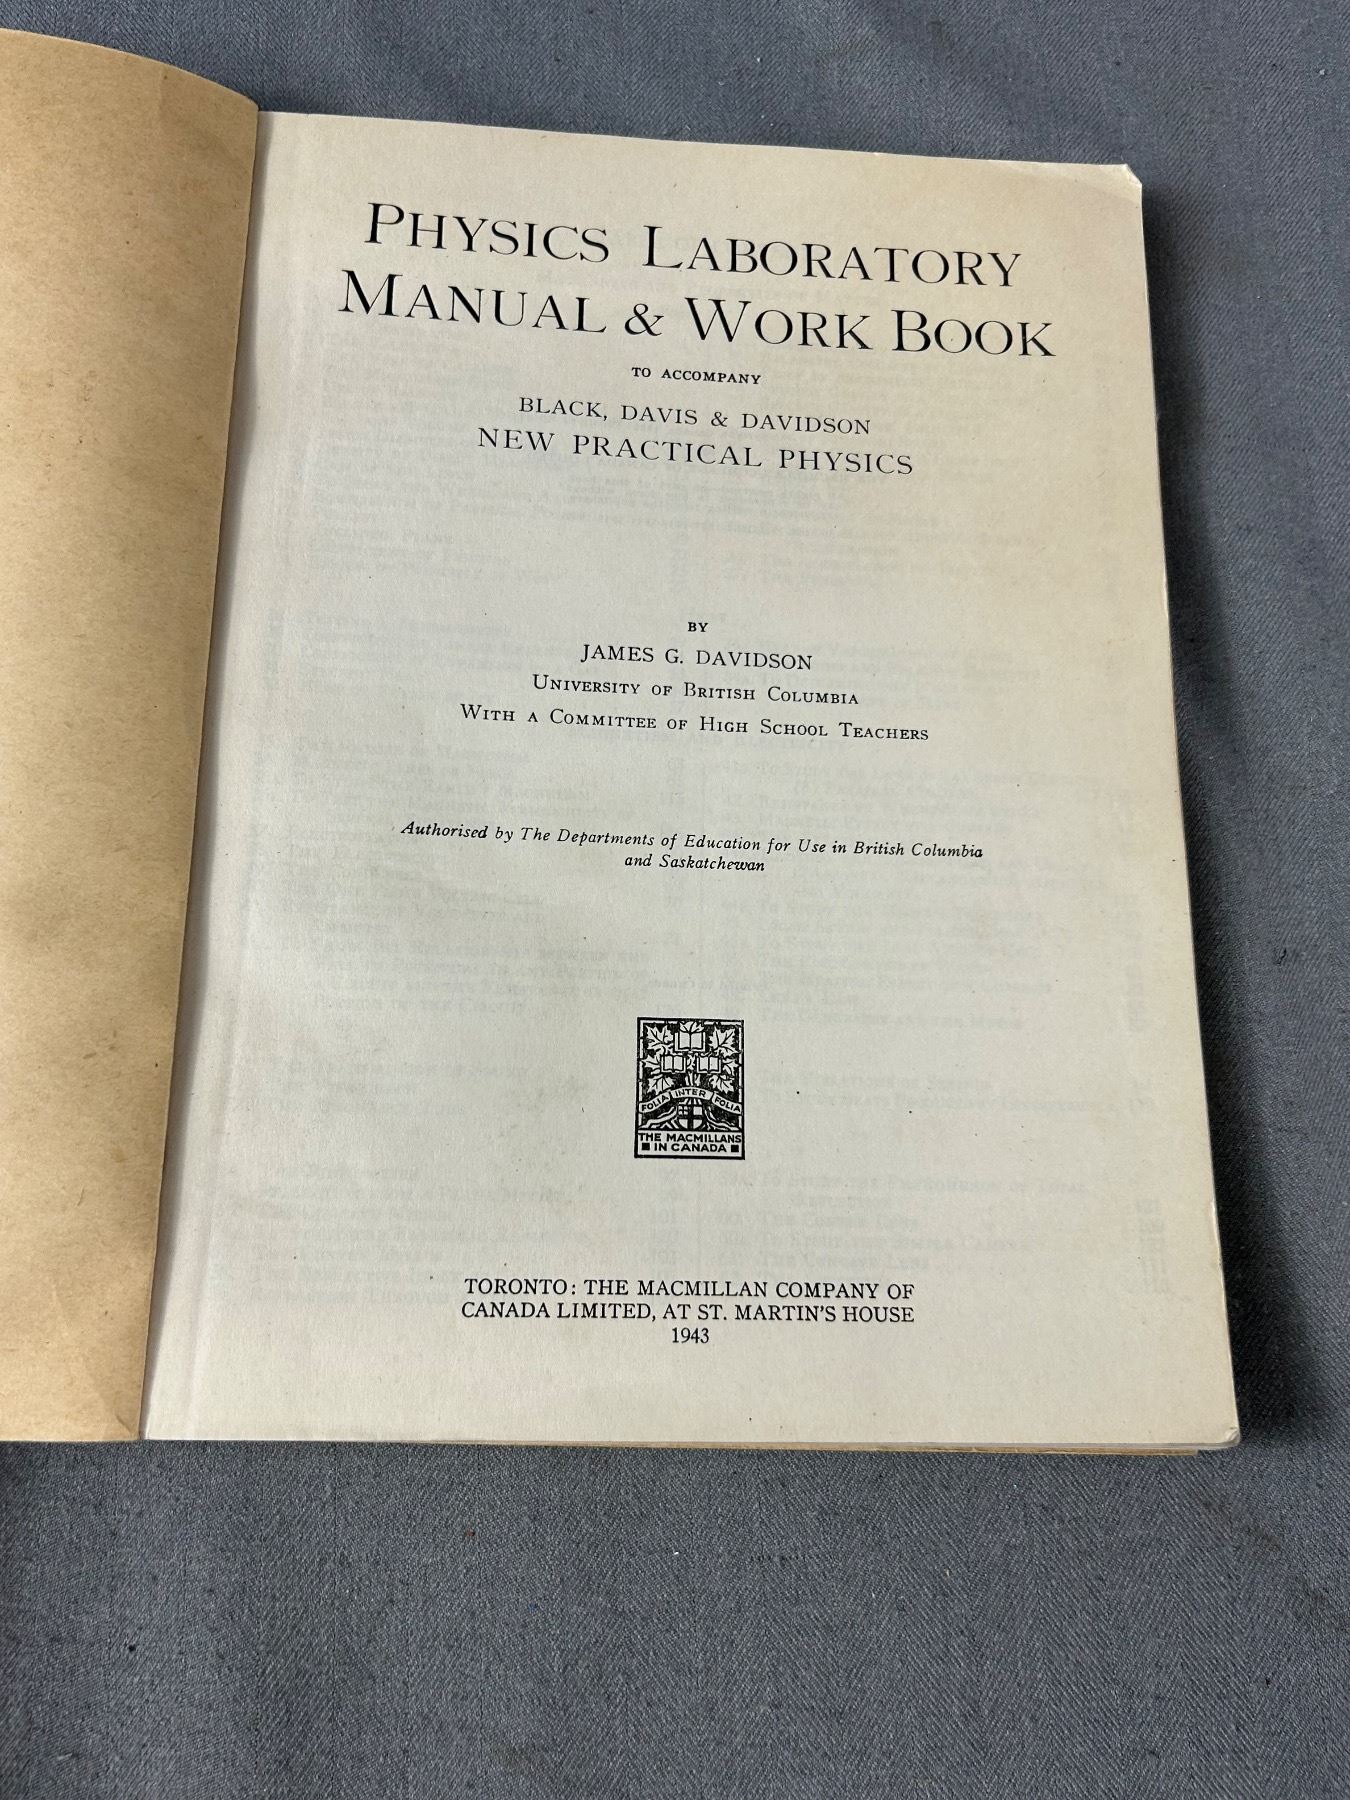 PHYSICS LABORATORY
MANUAL & WORK BOOK
TO ACCOMPANY
BLACK, DAVIS & DAVIDSON
NEW PRACTICAL PHYSICS
BY
JAMES G. DAVIDSON
UNIVERSITY OF BRITISH COLUMBIA
WITH A COMMITTEE OF HIGH SCHOOL TEACHERS
Authorised by The Departments of Education for Use in British Columbia
and Saskatchewan
FOLIA INTER FOLIA
THE MACMILLANS
IN CANADA
TORONTO: THE MACMILLAN COMPANY OF
CANADA LIMITED, AT ST. MARTIN'S HOUSE
1943